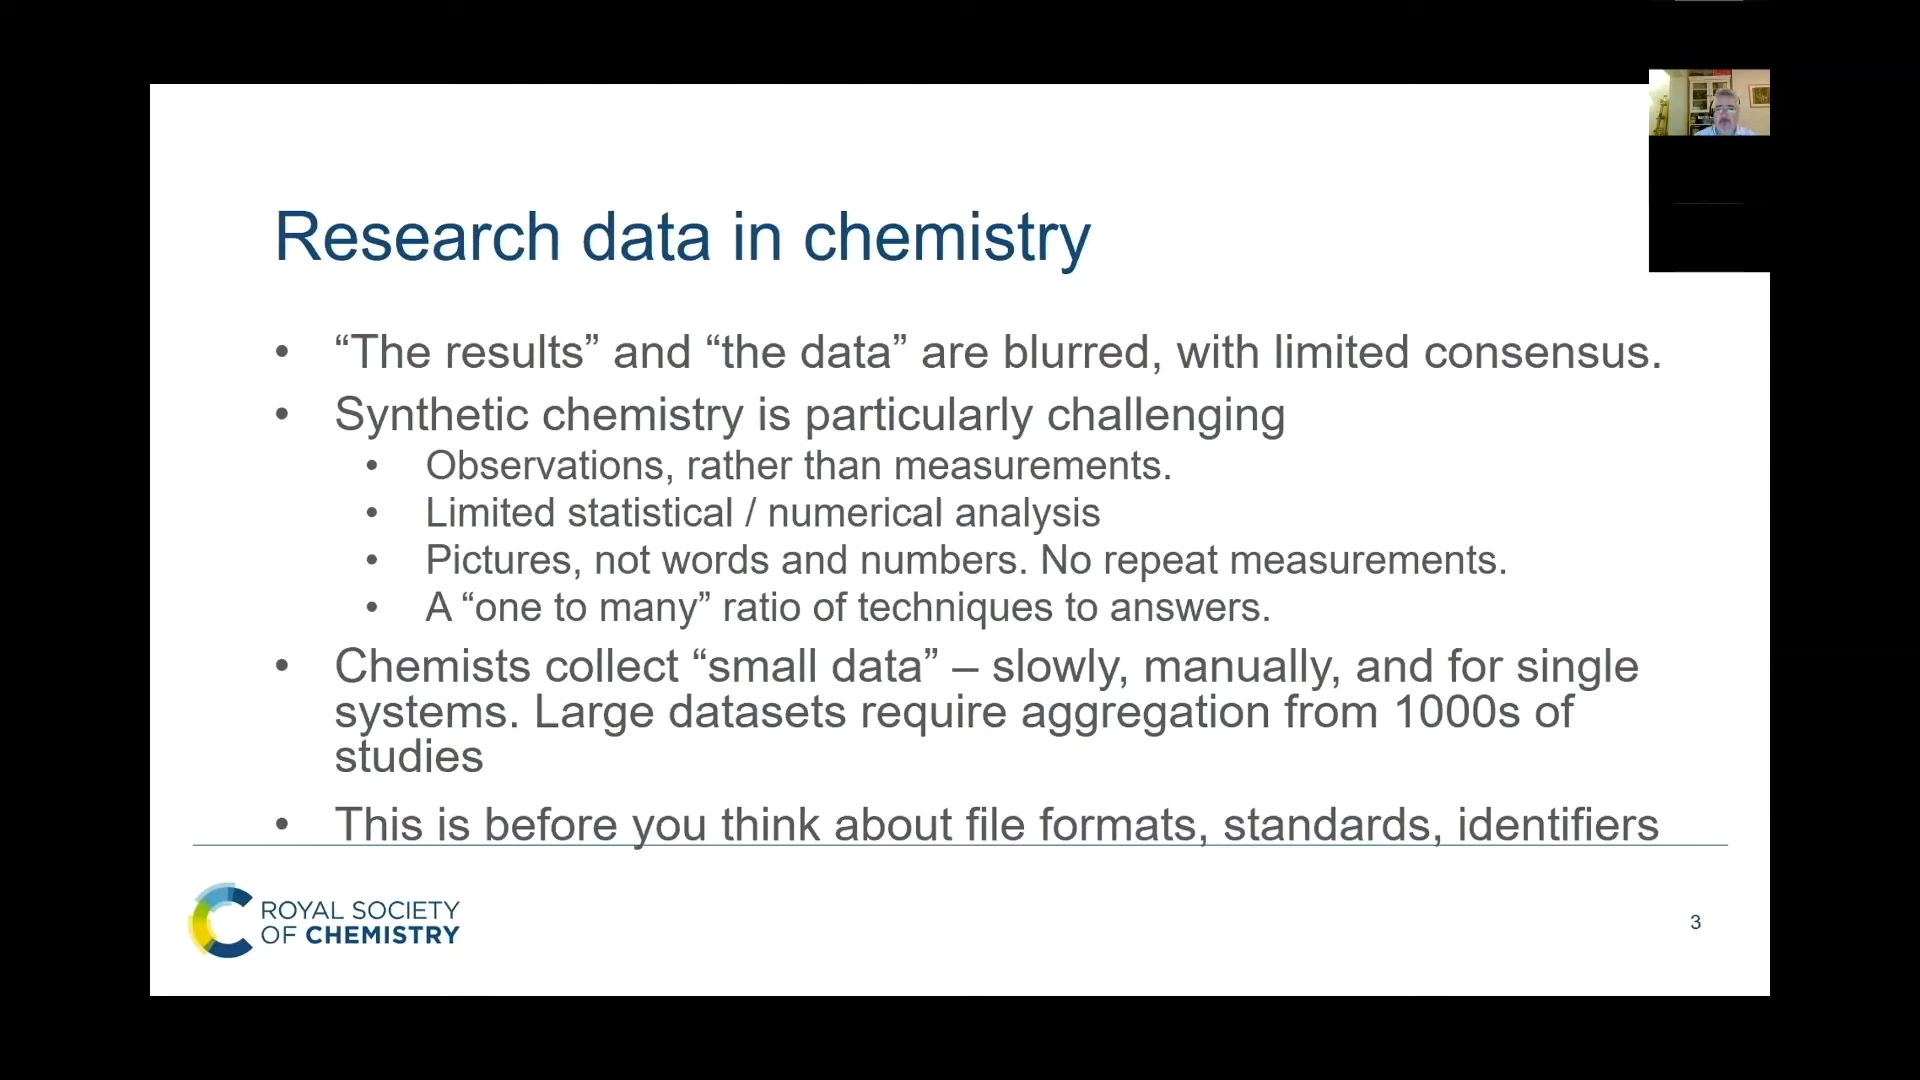 Research data in chemistry
• “The results” and “the data” are blurred, with limited consensus.
• Synthetic chemistry is particularly challenging
• Observations, rather than measurements.
• Limited statistical / numerical analysis
• Pictures, not words and numbers. No repeat measurements.
• A “one to many” ratio of techniques to answers.
• Chemists collect “small data” – slowly, manually, and for single
systems. Large datasets require aggregation from 1000s of
studies
• This is before you think about file formats, standards, identifiers
ROYAL SOCIETY
OF CHEMISTRY
3